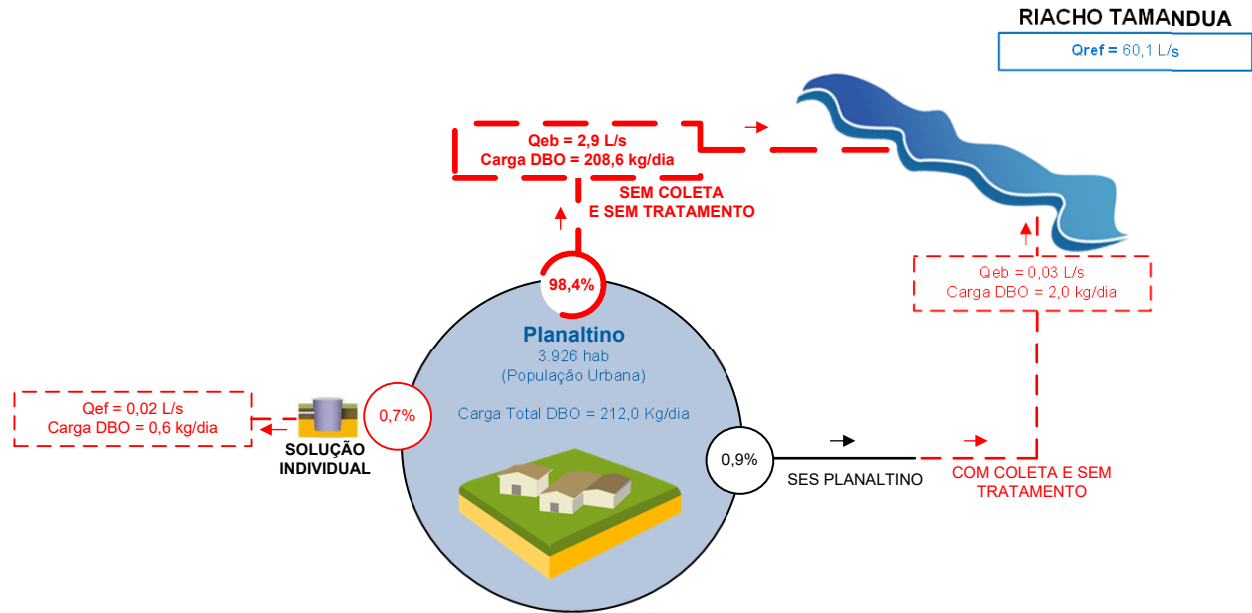 RIACHO TAMANDUA
Qref = 60,1 L/s
Qeb = 2,9 L/s
Carga DBO = 208,6 kg/dia
SEM COLETA
E SEM TRATAMENTO
98,4%
Qeb = 0,03 L/s
Carga DBO = 2,0 kg/dia
Planaltino
3.926 hab
(População Urbana)
Carga Total DBO = 212,0 Kg/dia
Qef = 0,02 L/s
Carga DBO = 0,6 kg/dia
0,7%
SOLUÇÃO
INDIVIDUAL
0,9%
SES PLANALTINO
COM COLETA E SEM
TRATAMENTO